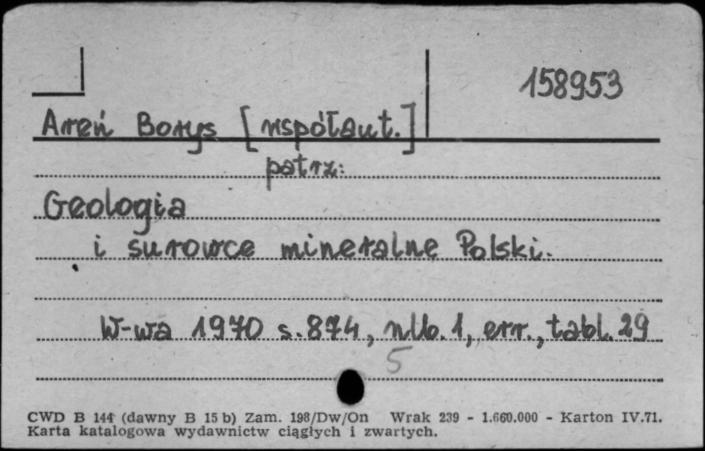 158953
Areń Borys [współaut.]
patrz:
Geologia
i surowce mineralne Polski.
W-wa 1970 s. 874, nlb. 1, err., tabl. 29
5
CWD B 144 (dawny B 15 b) Zam. 198/Dw/On Wrak 239 - 1.660.000 - Karton IV.71.
Karta katalogowa wydawnictw ciągłych i zwartych.